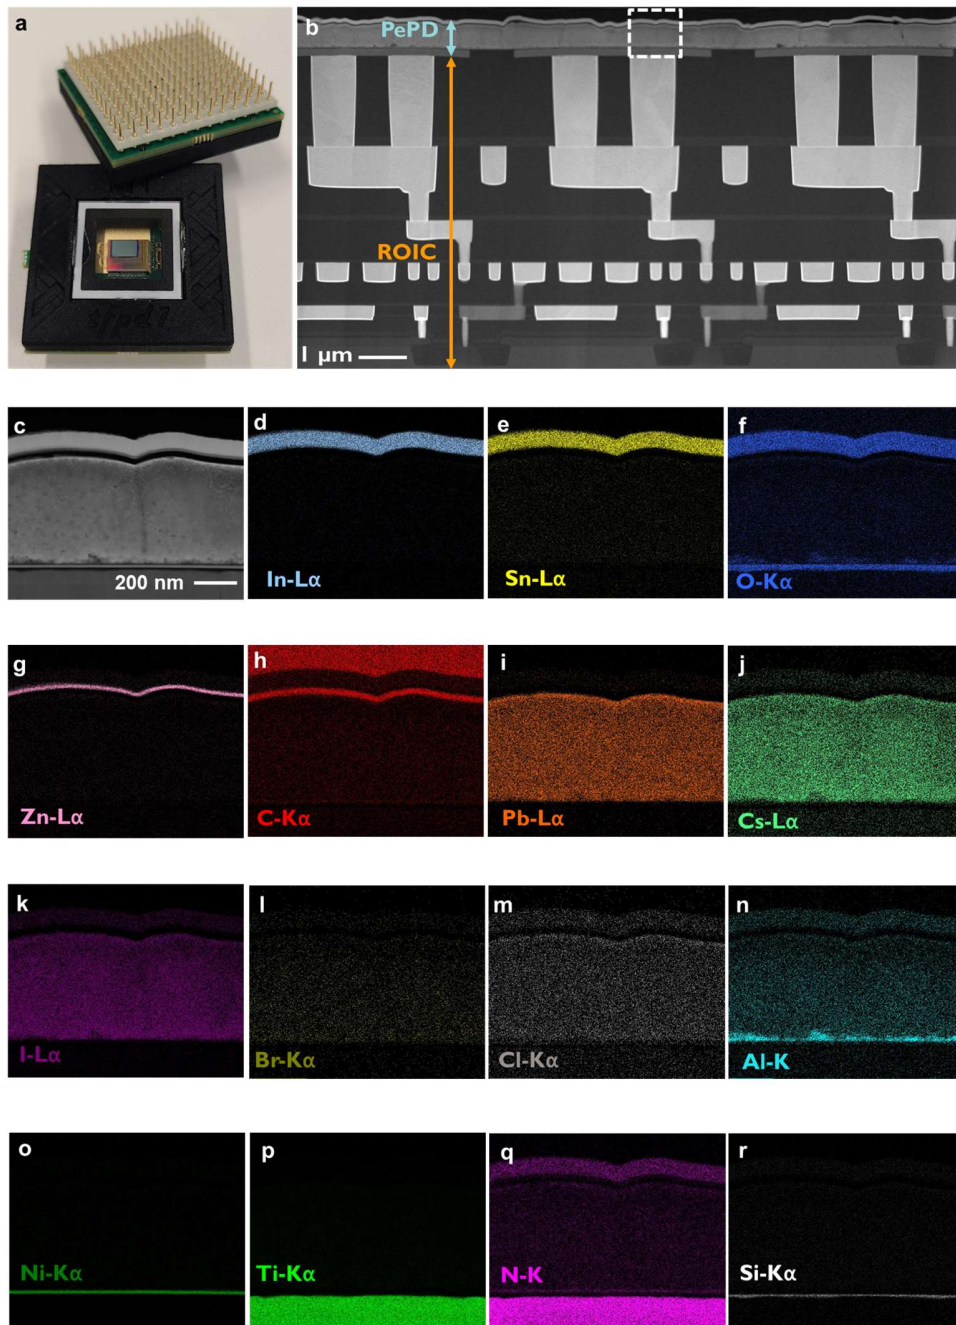 a
b
PePD
ROIC
1 μm
tfpd1
c
200 nm
d
In-Lα
e
Sn-Lα
f
O-Kα
g
Zn-Lα
h
C-Kα
i
Pb-Lα
j
Cs-Lα
k
I-Lα
l
Br-Kα
m
Cl-Kα
n
Al-K
o
Ni-Kα
p
Ti-Kα
q
N-K
r
Si-Kα